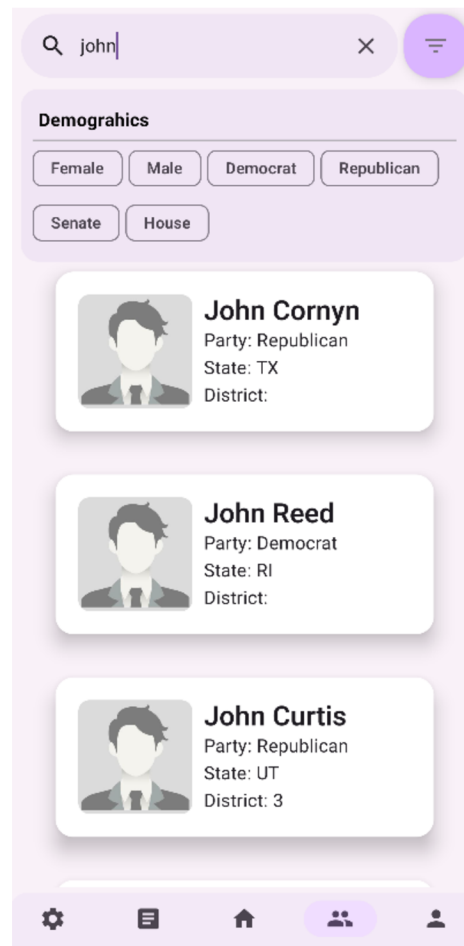 john
Demograhics
Female Male Democrat Republican
Senate House
John Cornyn
Party: Republican
State: TX
District:
John Reed
Party: Democrat
State: RI
District:
John Curtis
Party: Republican
State: UT
District: 3